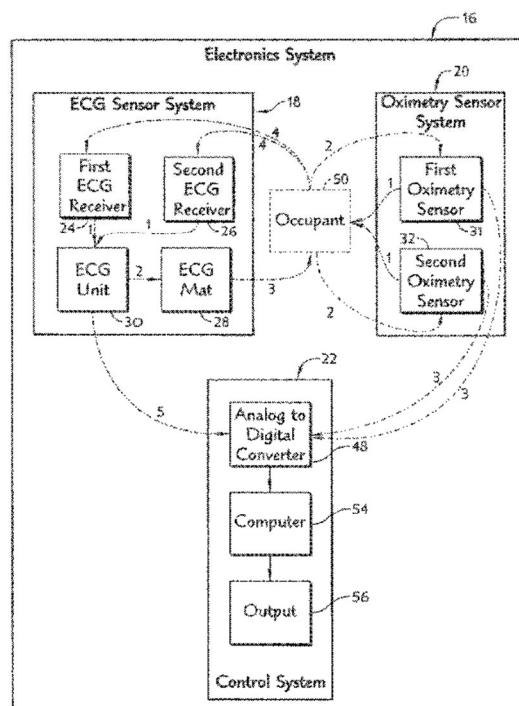 16
Electronics System
20
ECG Sensor System
18
Oximetry Sensor
System
4
4
2
First
ECG
Receiver
Second
ECG
Receiver
50
Occupant
1
First
Oximetry
Sensor
24
1
1
26
31
32
1
Second
Oximetry
Sensor
ECG
Unit
2
ECG
Mat
3
30
28
2
22
3
3
5
Analog to
Digital
Converter
48
Computer
54
Output
56
Control System